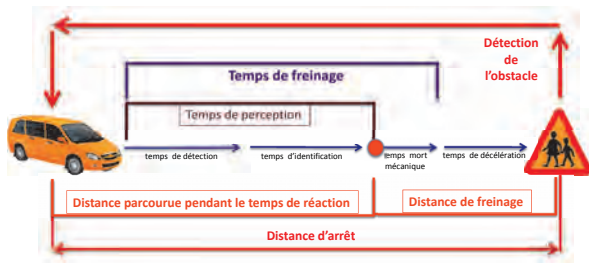 Détection
de
l'obstacle
Temps de freinage
Temps de perception
temps de détection
temps d'identification
temps mort
mécanique
temps de décélération
Distance parcourue pendant le temps de réaction
Distance de freinage
Distance d'arrêt